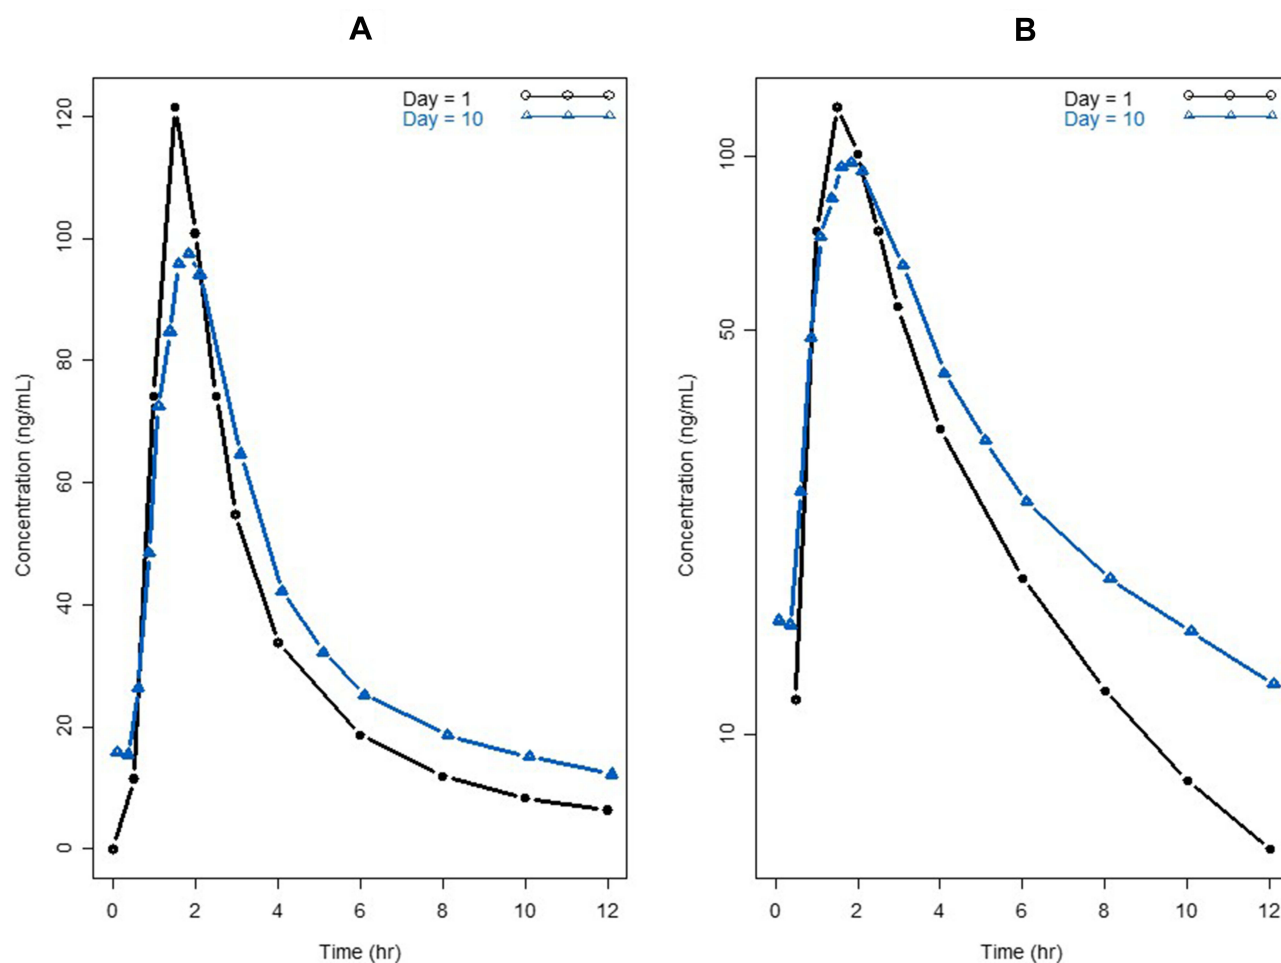 A
Day = 1
Day = 10
120
100
80
60
40
20
0
Concentration (ng/mL)
0 2 4 6 8 10 12
Time (hr)
B
Day = 1
Day = 10
100
50
10
Concentration (ng/mL)
0 2 4 6 8 10 12
Time (hr)